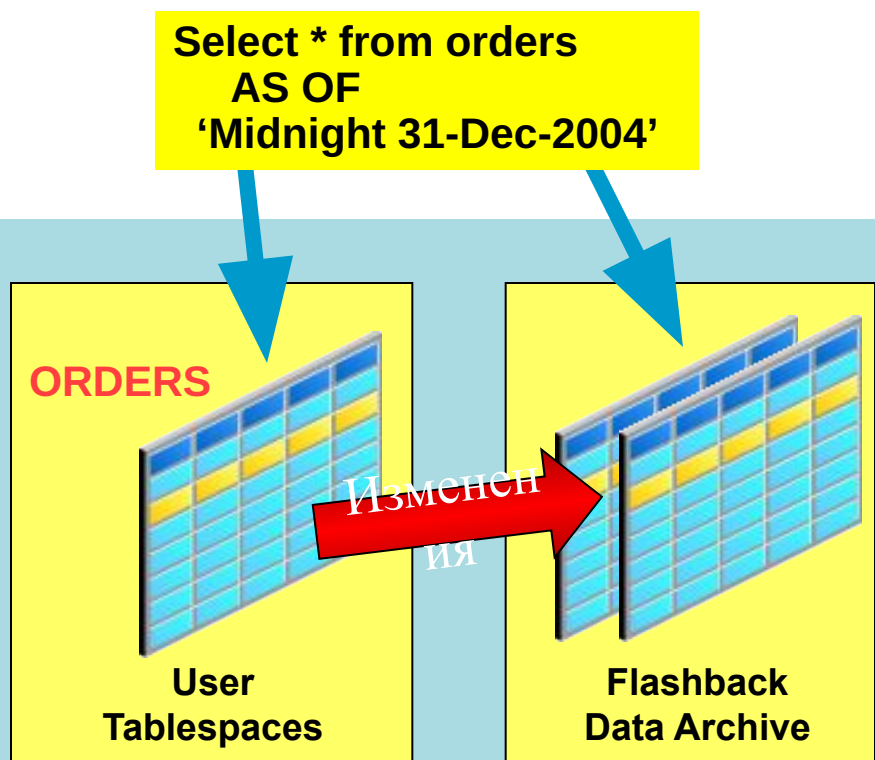 Select * from orders
AS OF
‘Midnight 31-Dec-2004’
ORDERS
Изменен
ия
User
Tablespaces
Flashback
Data Archive